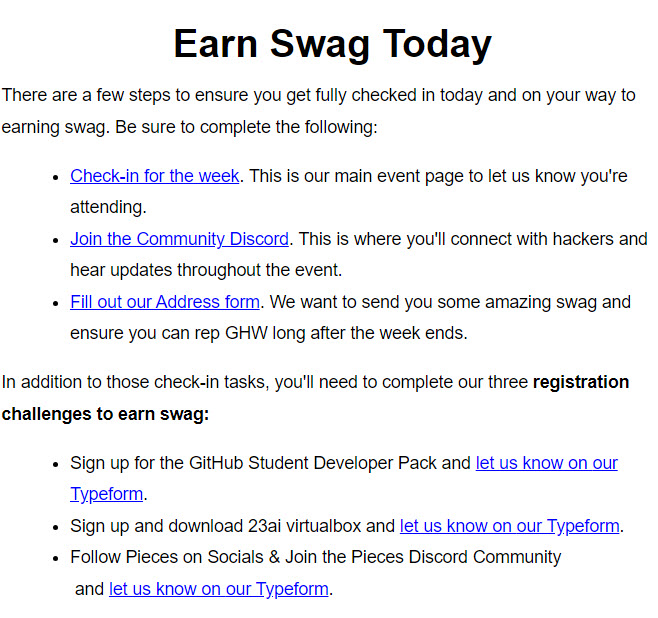 Earn Swag Today
There are a few steps to ensure you get fully checked in today and on your way to
earning swag. Be sure to complete the following:
• Check-in for the week. This is our main event page to let us know you're
attending.
• Join the Community Discord. This is where you'll connect with hackers and
hear updates throughout the event.
• Fill out our Address form. We want to send you some amazing swag and
ensure you can rep GHW long after the week ends.
In addition to those check-in tasks, you'll need to complete our three registration
challenges to earn swag:
• Sign up for the GitHub Student Developer Pack and let us know on our
Typeform.
• Sign up and download 23ai virtualbox and let us know on our Typeform.
• Follow Pieces on Socials & Join the Pieces Discord Community
and let us know on our Typeform.